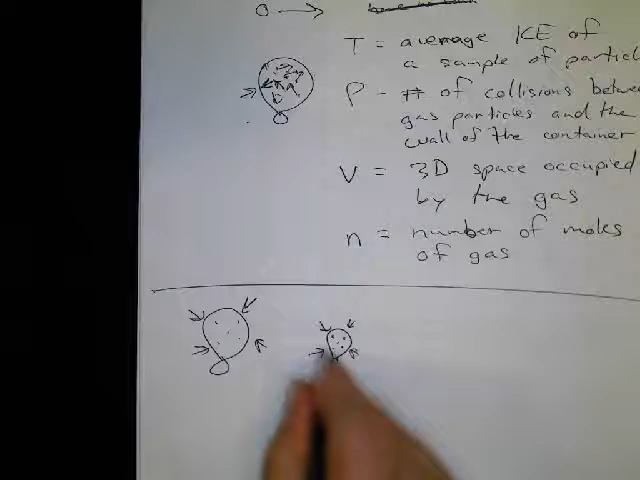 T = average KE of
a sample of particl
P - # of collisions betwe
gas particles and the
wall of the container
V = 3D space occupied
by the gas
n = number of moles
of gas